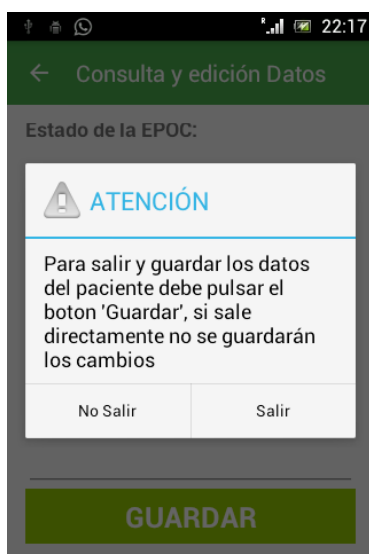 R 22:17
Consulta y edición Datos
Estado de la EPOC:
ATENCIÓN
Para salir y guardar los datos
del paciente debe pulsar el
boton 'Guardar', si sale
directamente no se guardarán
los cambios
No Salir Salir
GUARDAR